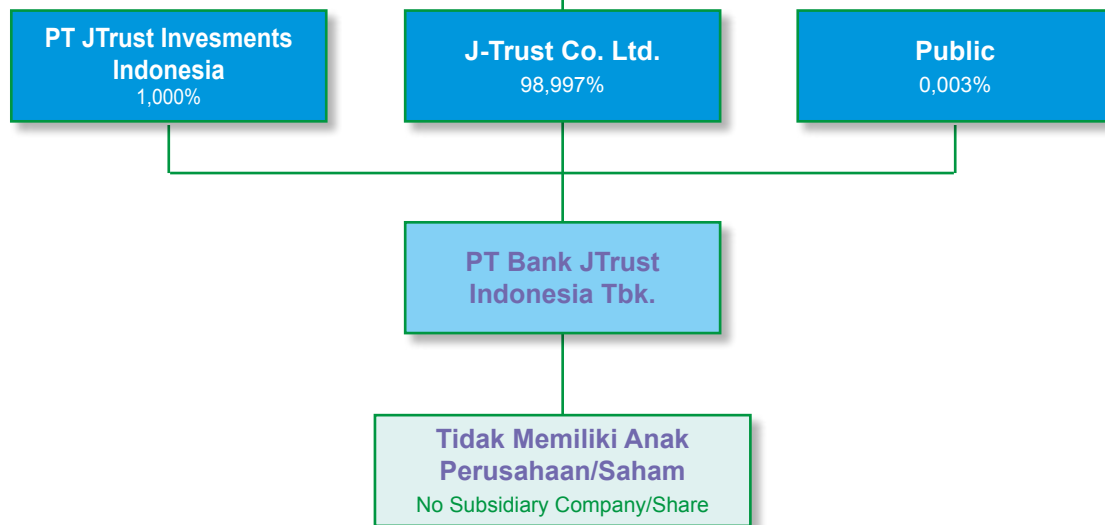 PT JTrust Invesments
Indonesia
1,000%
J-Trust Co. Ltd.
98,997%
Public
0,003%
PT Bank JTrust
Indonesia Tbk.
Tidak Memiliki Anak
Perusahaan/Saham
No Subsidiary Company/Share